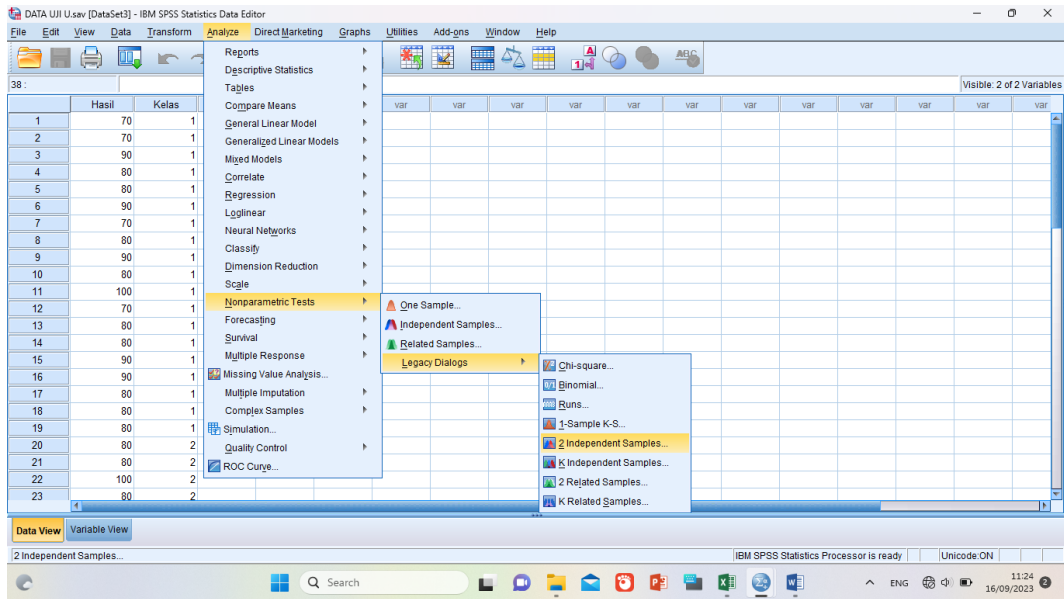 DATA UJI U.sav [DataSet3] - IBM SPSS Statistics Data Editor
File Edit View Data Transform Analyze Direct Marketing Graphs Utilities Add-ons Window Help
38 :
Visible: 2 of 2 Variables
Hasil Kelas var var var var var var var var var var var var
1 70 1
2 70 1
3 90 1
4 80 1
5 80 1
6 90 1
7 70 1
8 80 1
9 90 1
10 80 1
11 100 1
12 70 1
13 80 1
14 80 1
15 90 1
16 90 1
17 80 1
18 80 1
19 80 1
20 80 2
21 80 2
22 100 2
23 80 2
Reports
Descriptive Statistics
Tables
Compare Means
General Linear Model
Generalized Linear Models
Mixed Models
Correlate
Regression
Loglinear
Neural Networks
Classify
Dimension Reduction
Scale
Nonparametric Tests
Forecasting
Survival
Multiple Response
Missing Value Analysis...
Multiple Imputation
Complex Samples
Simulation...
Quality Control
ROC Curve...
One Sample...
Independent Samples...
Related Samples...
Legacy Dialogs
Chi-square...
Binomial...
Runs...
1-Sample K-S...
2 Independent Samples...
K Independent Samples...
2 Related Samples...
K Related Samples...
Data View Variable View
2 Independent Samples...
IBM SPSS Statistics Processor is ready
Unicode:ON
Search
ENG
11:24
16/09/2023
2